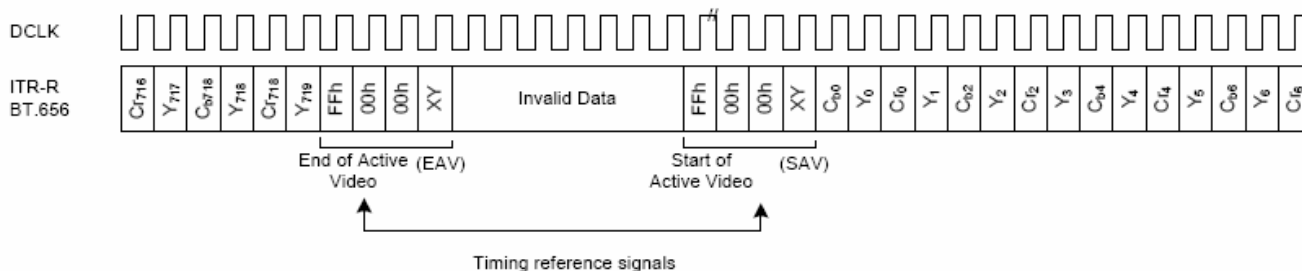 DCLK
//
ITR-R
BT.656
Cr716 Y717 Cb718 Y718 Cr718 Y719 FFh 00h 00h XY Invalid Data FFh 00h 00h XY Cb0 Y0 Cr0 Y1 Cb2 Y2 Cr2 Y3 Cb4 Y4 Cr4 Y5 Cb6 Y6 Cr6
End of Active (EAV)
Video
Start of (SAV)
Active Video
Timing reference signals